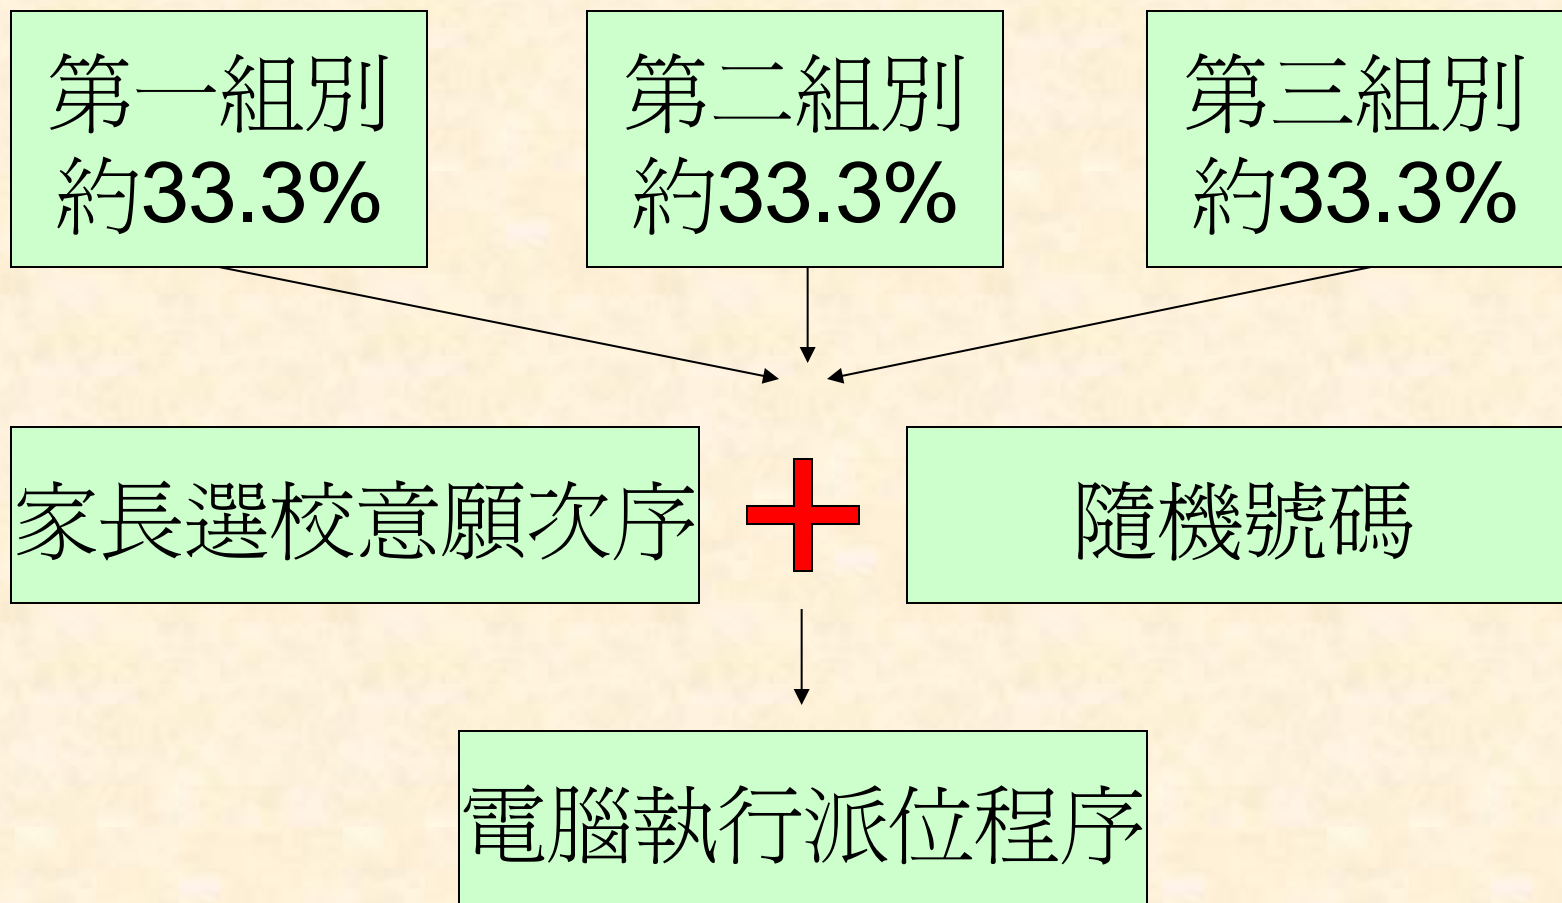 第一組別
約33.3%
第二組別
約33.3%
第三組別
約33.3%
家長選校意願次序
隨機號碼
電腦執行派位程序